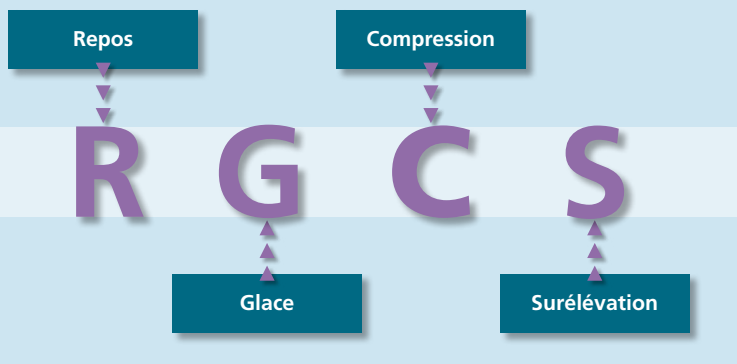 Repos
Compression
R G C S
Glace
Surélévation